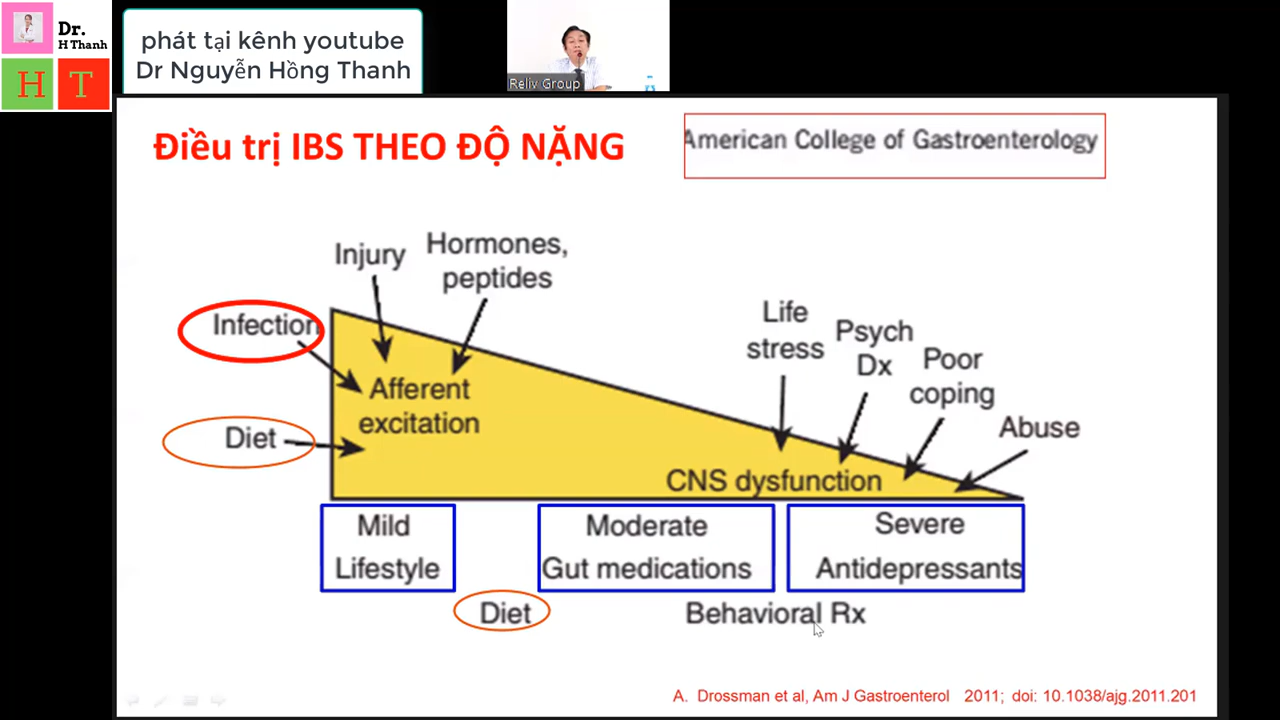 Dr.
H Thanh
H T
phát tại kênh youtube
Dr Nguyễn Hồng Thanh
Reliv Group
Điều trị IBS THEO ĐỘ NẶNG
American College of Gastroenterology
Injury
Hormones,
peptides
Infection
Afferent
excitation
Diet
Life
stress
Psych
Dx
Poor
coping
Abuse
CNS dysfunction
Mild
Lifestyle
Moderate
Gut medications
Severe
Antidepressants
Diet
Behavioral Rx
A. Drossman et al, Am J Gastroenterol 2011; doi: 10.1038/ajg.2011.201